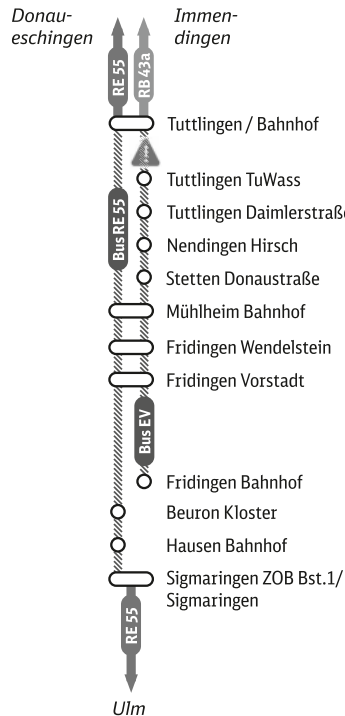 Donau-
eschingen
Immen-
dingen
RE 55
RB 43a
Tuttlingen / Bahnhof
Tuttlingen TuWass
Bus RE 55
Tuttlingen Daimlerstraße
Nendingen Hirsch
Stetten Donaustraße
Mühlheim Bahnhof
Fridingen Wendelstein
Fridingen Vorstadt
Bus EV
Fridingen Bahnhof
Beuron Kloster
Hausen Bahnhof
Sigmaringen ZOB Bst.1/
Sigmaringen
RE 55
Ulm